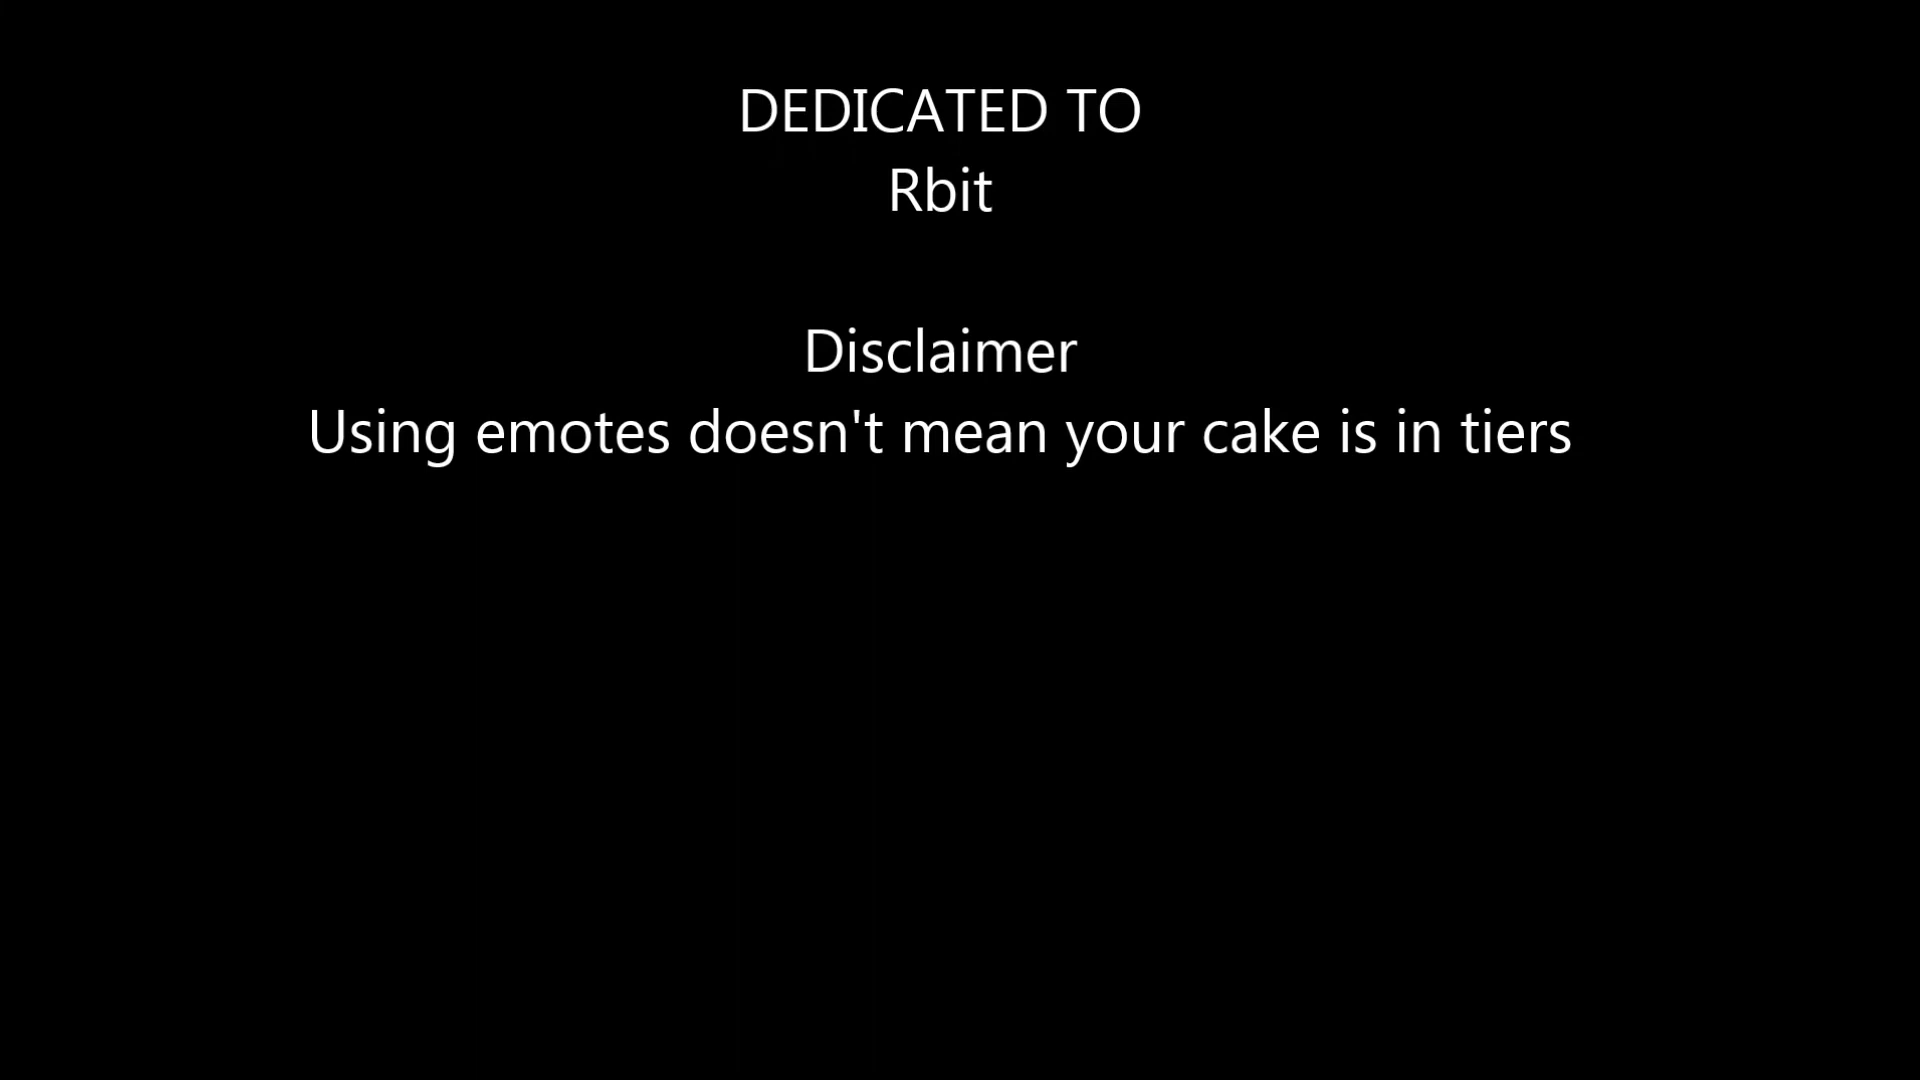 DEDICATED TO
Rbit
Disclaimer
Using emotes doesn't mean your cake is in tiers